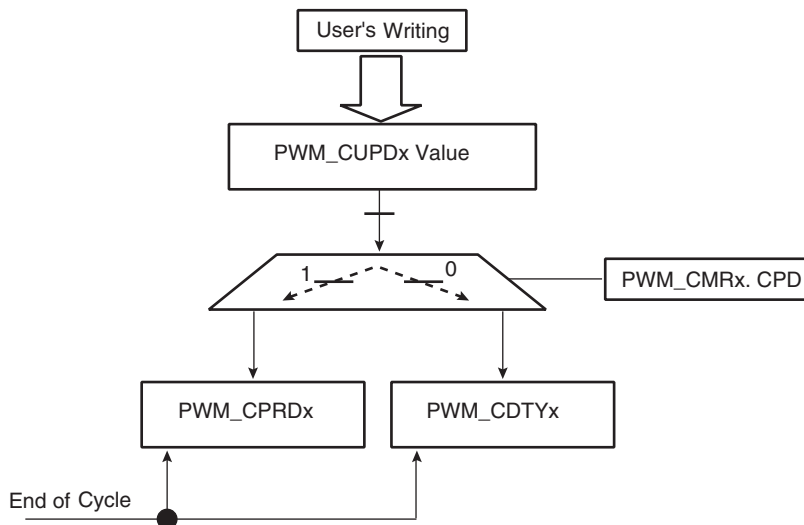 User's Writing
PWM_CUPDx Value
1
0
PWM_CMRx. CPD
PWM_CPRDx
PWM_CDTYx
End of Cycle